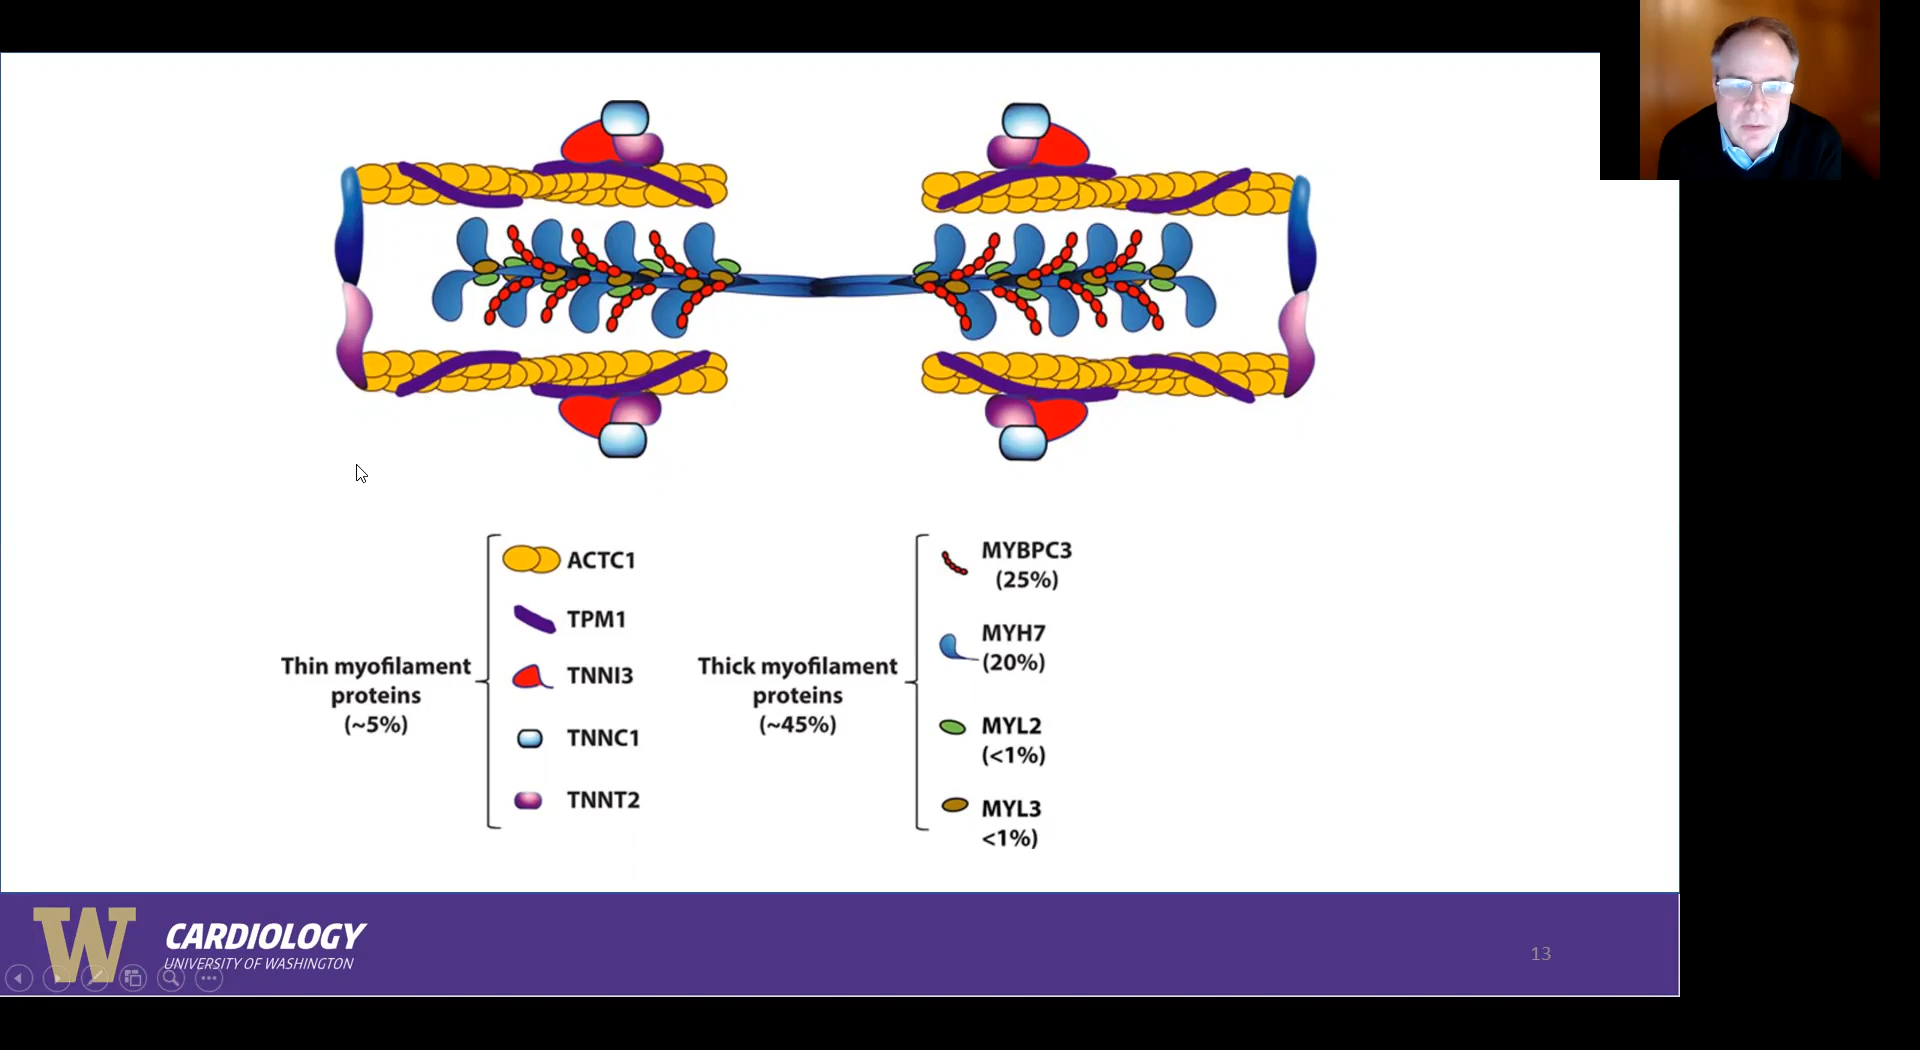 Thin myofilament
proteins
(~5%)
ACTC1
TPM1
TNNI3
TNNC1
TNNT2
Thick myofilament
proteins
(~45%)
MYBPC3
(25%)
MYH7
(20%)
MYL2
(<1%)
MYL3
<1%)
W
CARDIOLOGY
UNIVERSITY OF WASHINGTON
13